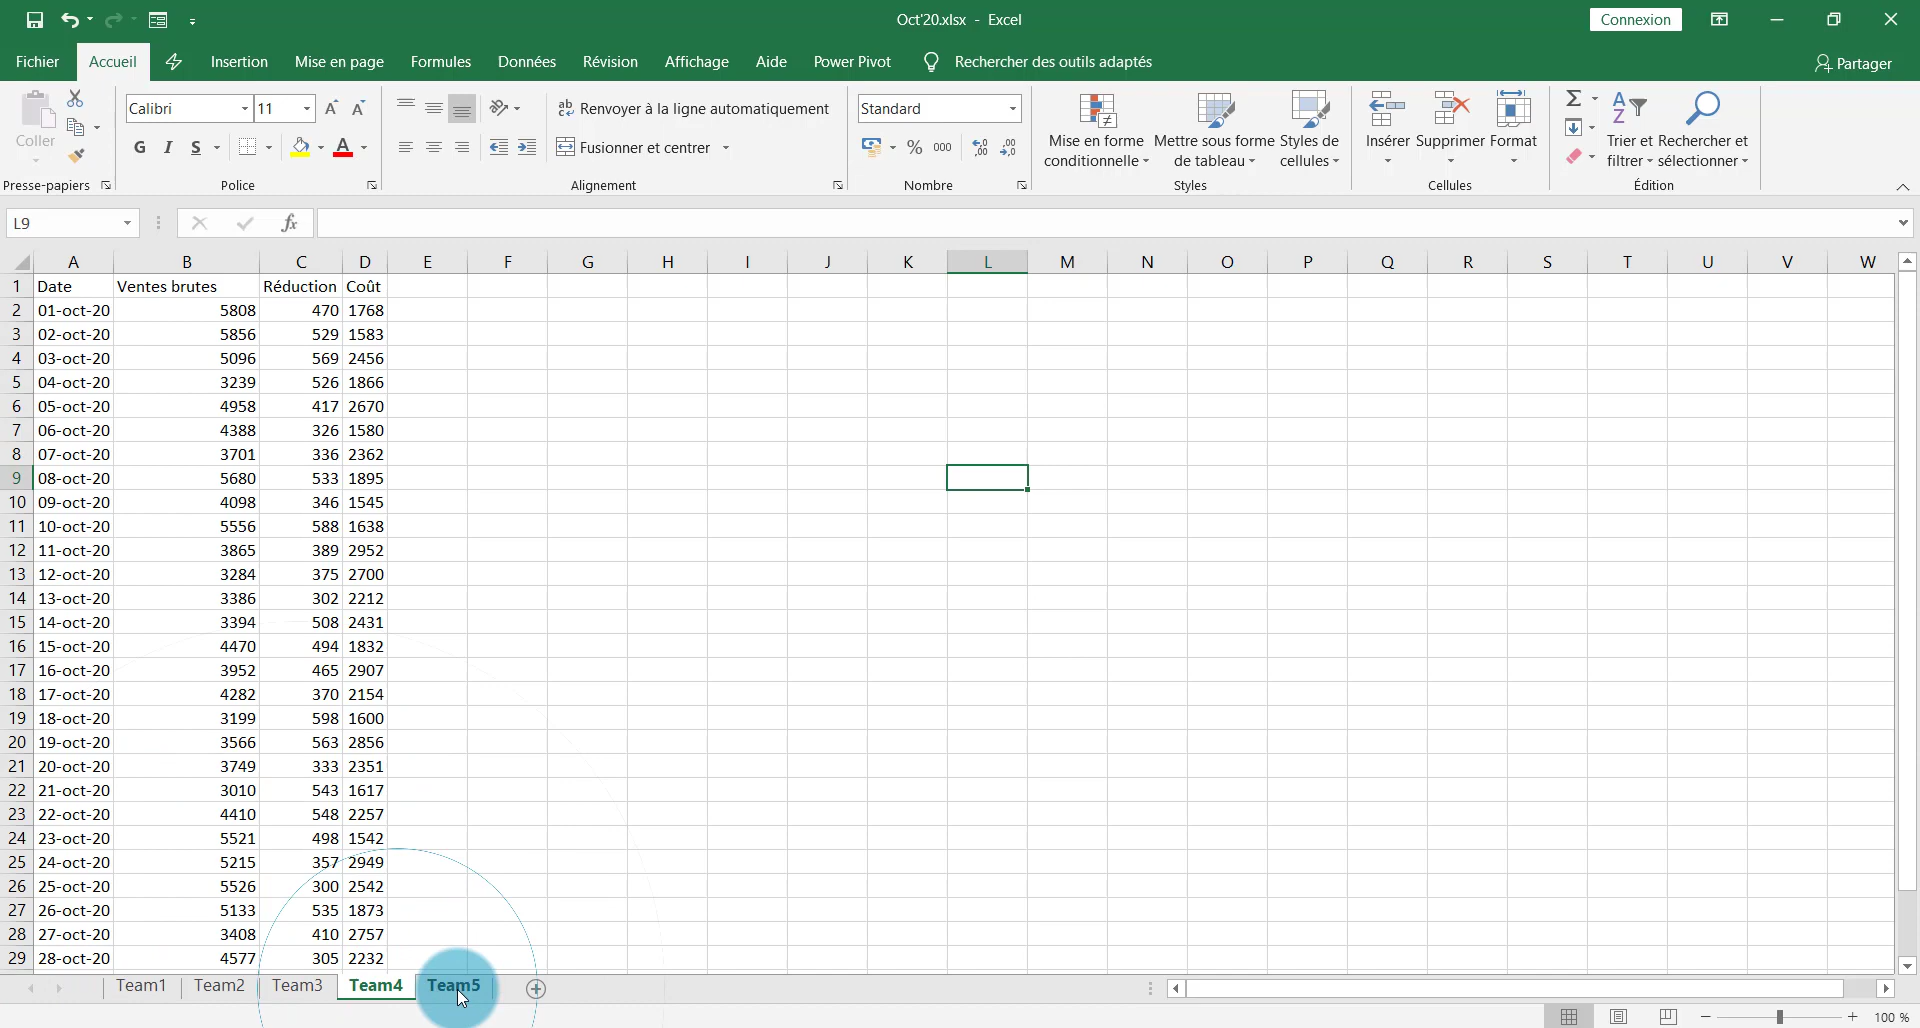 Oct'20.xlsx - Excel
Connexion
Fichier Accueil Insertion Mise en page Formules Données Révision Affichage Aide Power Pivot Rechercher des outils adaptés Partager
Coller
Calibri 11
Renvoyer à la ligne automatiquement
Standard
G I S
Fusionner et centrer
% 000
Mise en forme conditionnelle
Mettre sous forme de tableau
Styles de cellules
Insérer Supprimer Format
Trier et filtrer
Rechercher et sélectionner
Presse-papiers Police Alignement Nombre Styles Cellules Édition
L9 fx
A B C D E F G H I J K L M N O P Q R S T U V W
1 Date Ventes brutes Réduction Coût
2 01-oct-20 5808 470 1768
3 02-oct-20 5856 529 1583
4 03-oct-20 5096 569 2456
5 04-oct-20 3239 526 1866
6 05-oct-20 4958 417 2670
7 06-oct-20 4388 326 1580
8 07-oct-20 3701 336 2362
9 08-oct-20 5680 533 1895
10 09-oct-20 4098 346 1545
11 10-oct-20 5556 588 1638
12 11-oct-20 3865 389 2952
13 12-oct-20 3284 375 2700
14 13-oct-20 3386 302 2212
15 14-oct-20 3394 508 2431
16 15-oct-20 4470 494 1832
17 16-oct-20 3952 465 2907
18 17-oct-20 4282 370 2154
19 18-oct-20 3199 598 1600
20 19-oct-20 3566 563 2856
21 20-oct-20 3749 333 2351
22 21-oct-20 3010 543 1617
23 22-oct-20 4410 548 2257
24 23-oct-20 5521 498 1542
25 24-oct-20 5215 357 2949
26 25-oct-20 5526 300 2542
27 26-oct-20 5133 535 1873
28 27-oct-20 3408 410 2757
29 28-oct-20 4577 305 2232
Team1 Team2 Team3 Team4 Team5
100 %